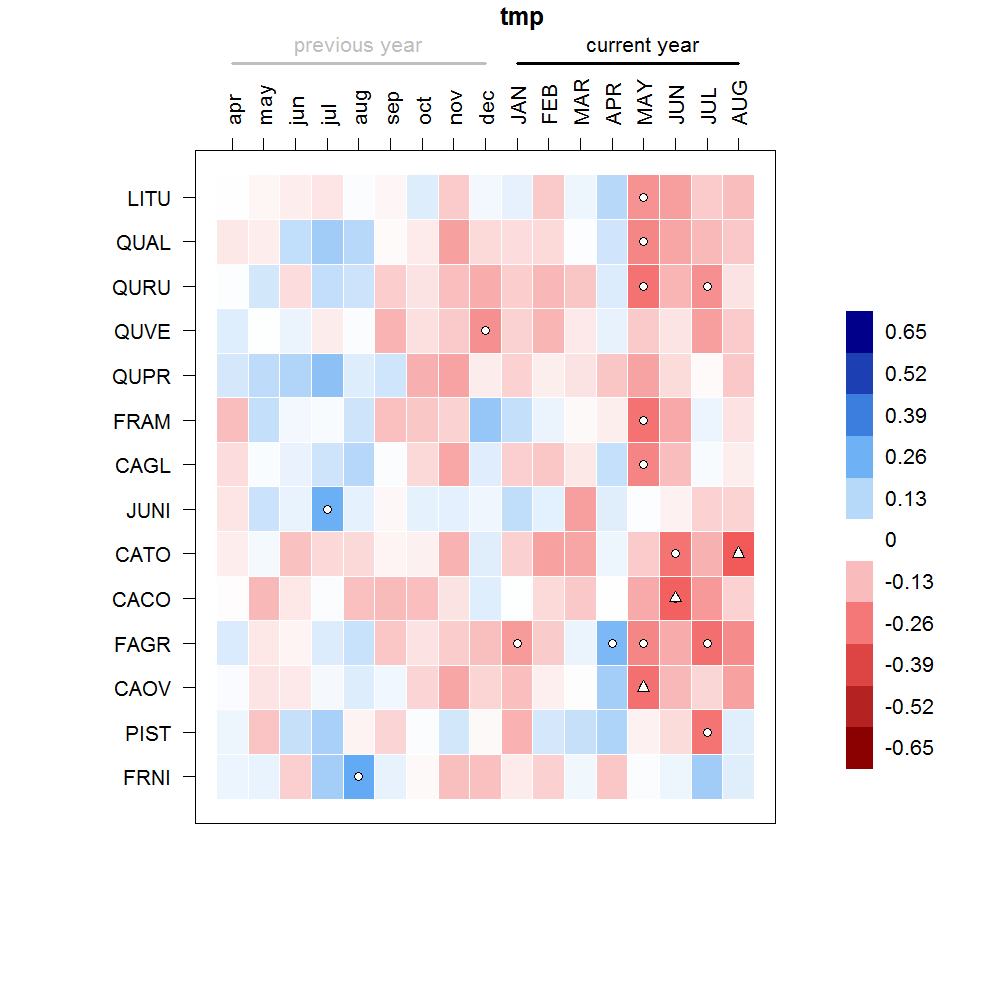 tmp
previous year current year
apr may jun jul aug sep oct nov dec JAN FEB MAR APR MAY JUN JUL AUG
LITU
QUAL
QURU
QUVE
QUPR
FRAM
CAGL
JUNI
CATO
CACO
FAGR
CAOV
PIST
FRNI
0.65
0.52
0.39
0.26
0.13
0
-0.13
-0.26
-0.39
-0.52
-0.65